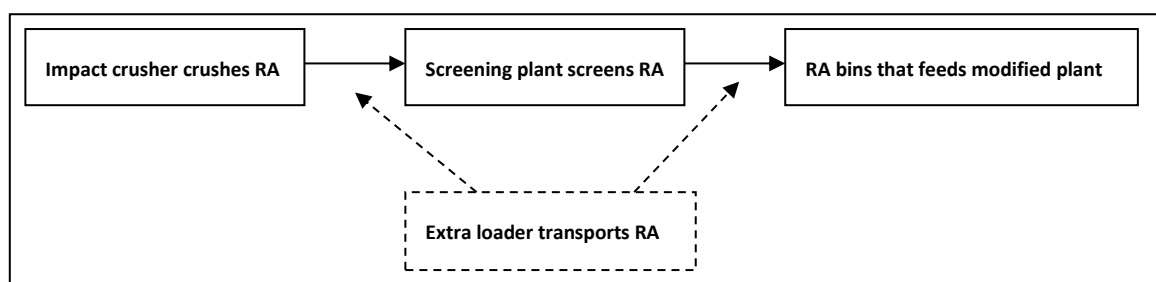 Impact crusher crushes RA
Screening plant screens RA
RA bins that feeds modified plant
Extra loader transports RA